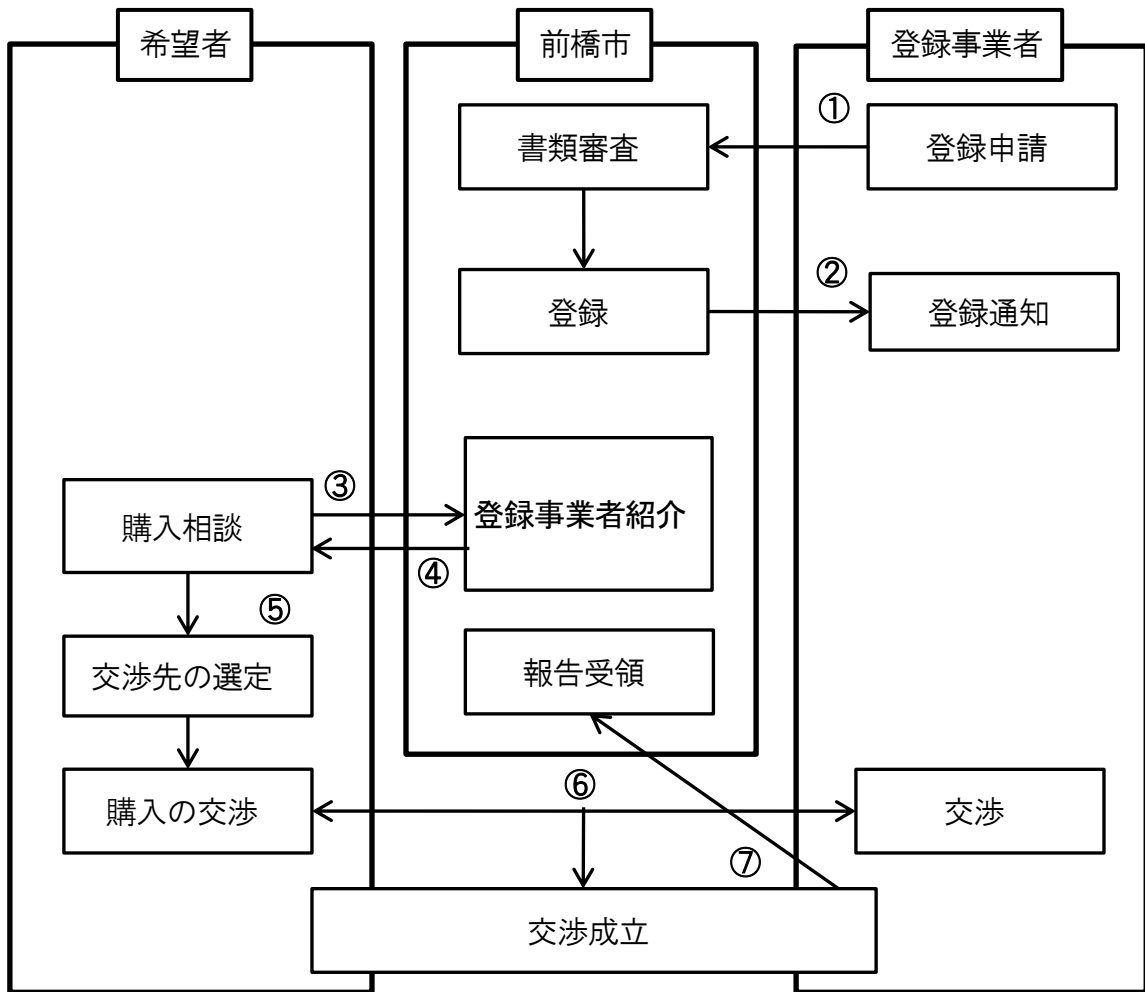 希望者
前橋市
登録事業者
①
書類審査
登録申請
②
登録
登録通知
③
購入相談
登録事業者紹介
④
⑤
交渉先の選定
報告受領
⑥
購入の交渉
交渉
⑦
交渉成立